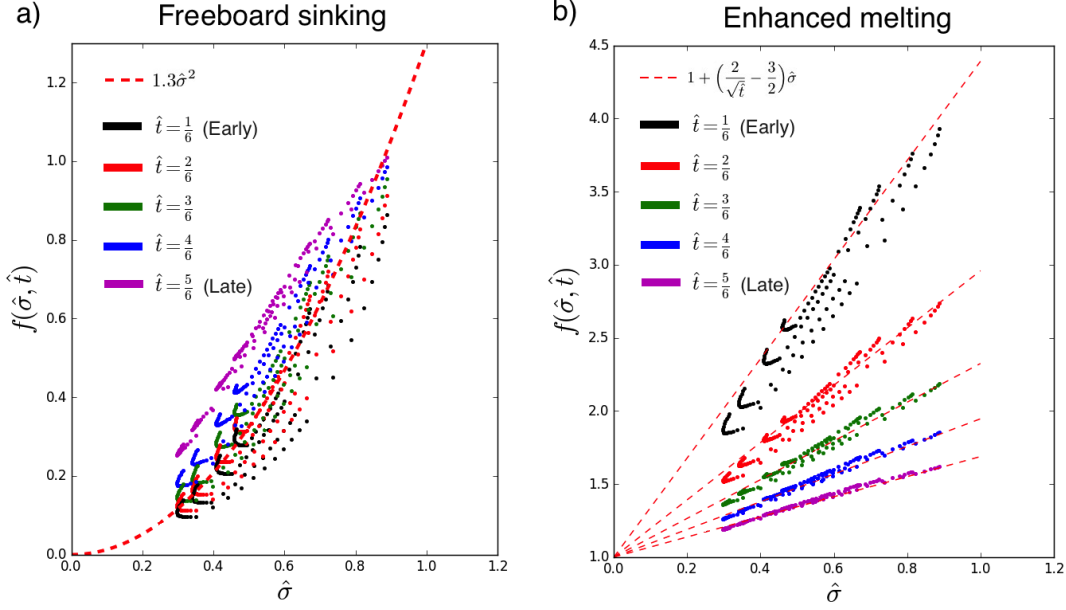 a) Freeboard sinking
1.3σ̂²
t̂ = 1/6 (Early)
t̂ = 2/6
t̂ = 3/6
t̂ = 4/6
t̂ = 5/6 (Late)
f(σ̂, t̂)
1.2
1.0
0.8
0.6
0.4
0.2
0.0
0.0 0.2 0.4 0.6 0.8 1.0 1.2
σ̂
b) Enhanced melting
1 + (2/√t̂ − 3/2)σ̂
t̂ = 1/6 (Early)
t̂ = 2/6
t̂ = 3/6
t̂ = 4/6
t̂ = 5/6 (Late)
f(σ̂, t̂)
4.5
4.0
3.5
3.0
2.5
2.0
1.5
1.0
0.0 0.2 0.4 0.6 0.8 1.0 1.2
σ̂